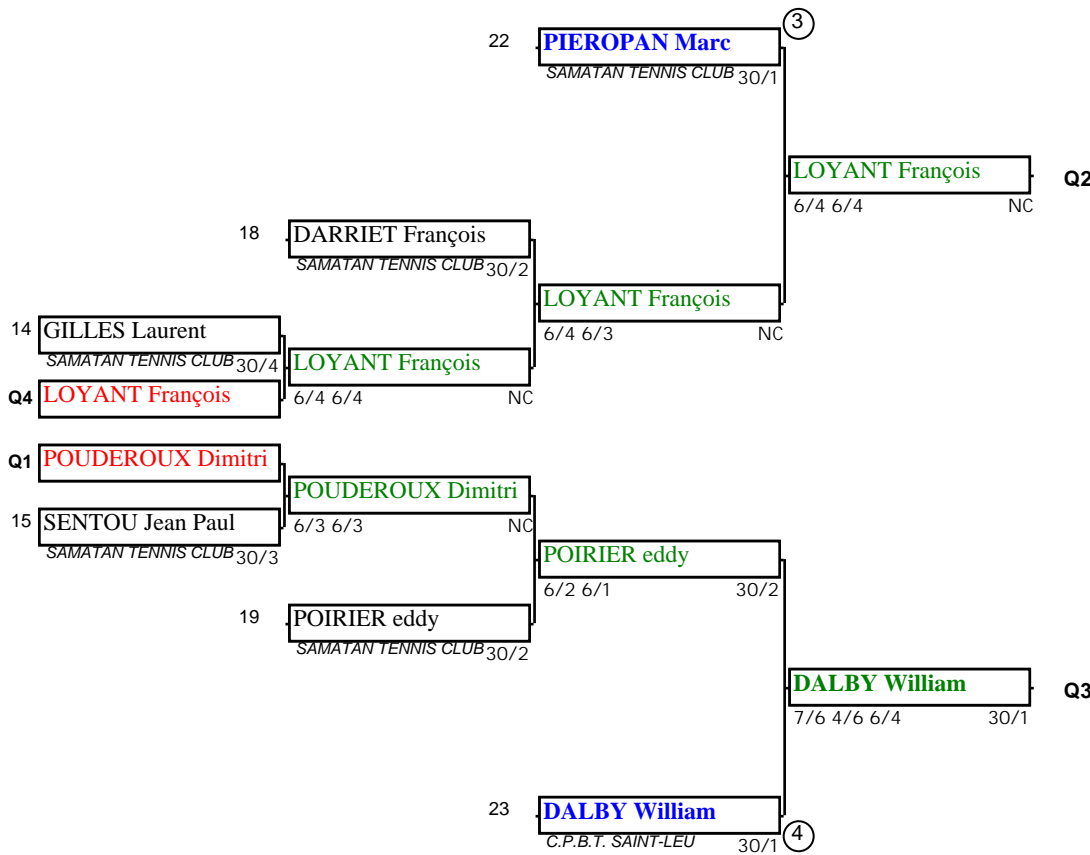 3
22 PIEROPAN Marc
SAMATAN TENNIS CLUB 30/1
LOYANT François Q2
6/4 6/4 NC
18 DARRIET François
SAMATAN TENNIS CLUB 30/2
LOYANT François
6/4 6/3 NC
14 GILLES Laurent
SAMATAN TENNIS CLUB 30/4
LOYANT François
6/4 6/4 NC
Q4 LOYANT François
Q1 POUDEROUX Dimitri
POUDEROUX Dimitri
6/3 6/3 NC
15 SENTOU Jean Paul
SAMATAN TENNIS CLUB 30/3
POIRIER eddy
6/2 6/1 30/2
19 POIRIER eddy
SAMATAN TENNIS CLUB 30/2
DALBY William Q3
7/6 4/6 6/4 30/1
23 DALBY William
C.P.B.T. SAINT-LEU 30/1
4